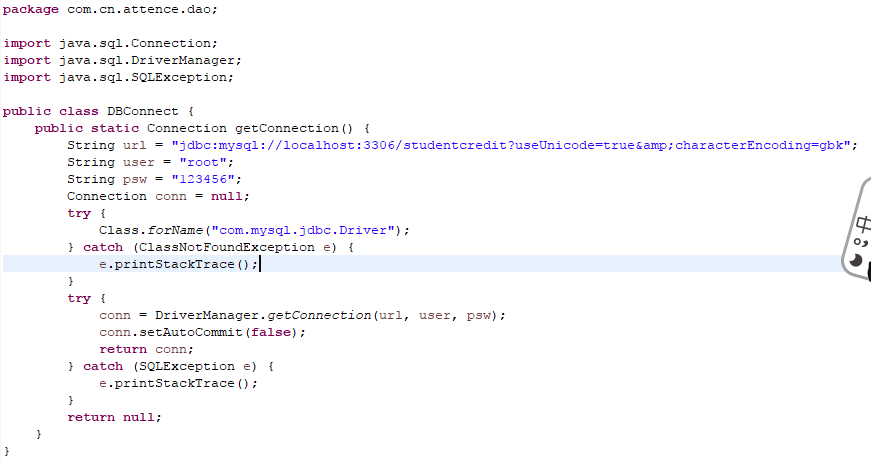 package com.cn.attence.dao;

import java.sql.Connection;
import java.sql.DriverManager;
import java.sql.SQLException;

public class DBConnect {
    public static Connection getConnection() {
        String url = "jdbc:mysql://localhost:3306/studentcredit?useUnicode=true&amp;characterEncoding=gbk";
        String user = "root";
        String psw = "123456";
        Connection conn = null;
        try {
            Class.forName("com.mysql.jdbc.Driver");
        } catch (ClassNotFoundException e) {
            e.printStackTrace();
        }
        try {
            conn = DriverManager.getConnection(url, user, psw);
            conn.setAutoCommit(false);
            return conn;
        } catch (SQLException e) {
            e.printStackTrace();
        }
        return null;
    }
}
中